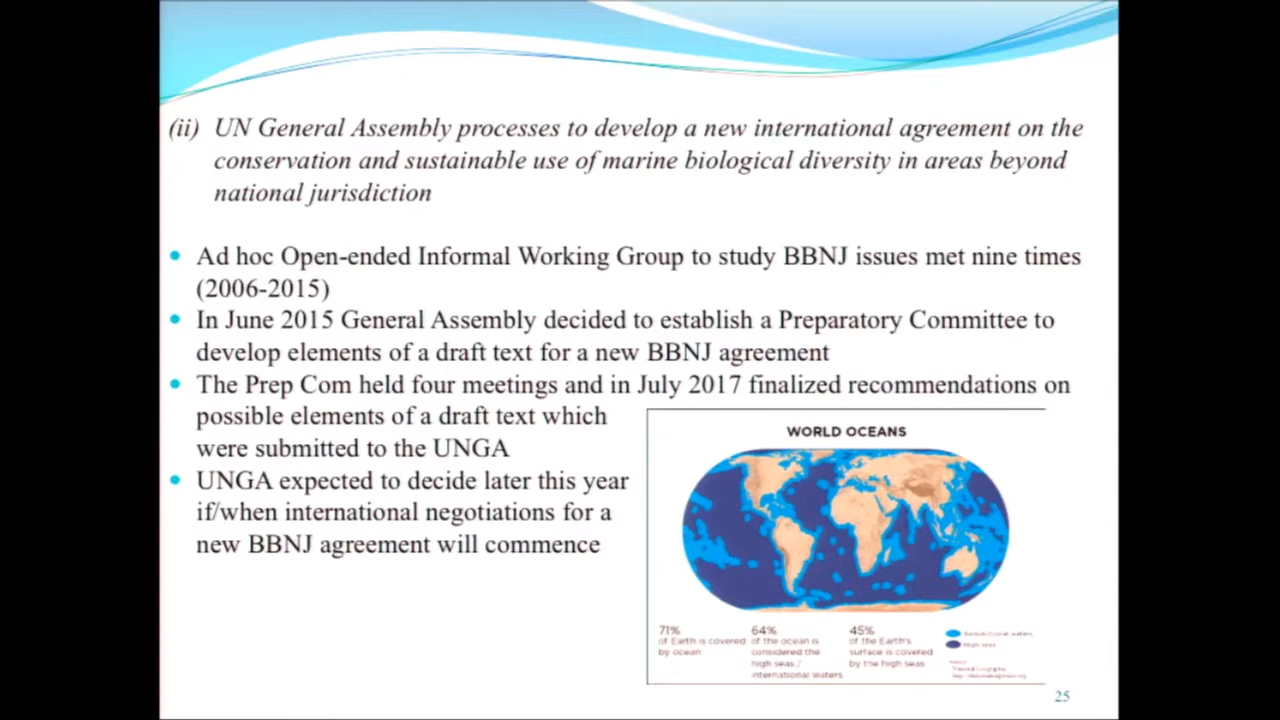 (ii) UN General Assembly processes to develop a new international agreement on the
conservation and sustainable use of marine biological diversity in areas beyond
national jurisdiction
Ad hoc Open-ended Informal Working Group to study BBNJ issues met nine times
(2006-2015)
In June 2015 General Assembly decided to establish a Preparatory Committee to
develop elements of a draft text for a new BBNJ agreement
The Prep Com held four meetings and in July 2017 finalized recommendations on
possible elements of a draft text which
were submitted to the UNGA
UNGA expected to decide later this year
if/when international negotiations for a
new BBNJ agreement will commence
WORLD OCEANS
71%
of Earth is covered
by ocean
64%
of the ocean is
considered the
high seas /
international waters
45%
of the Earth's
surface is covered
by the high seas
waters
High seas
25